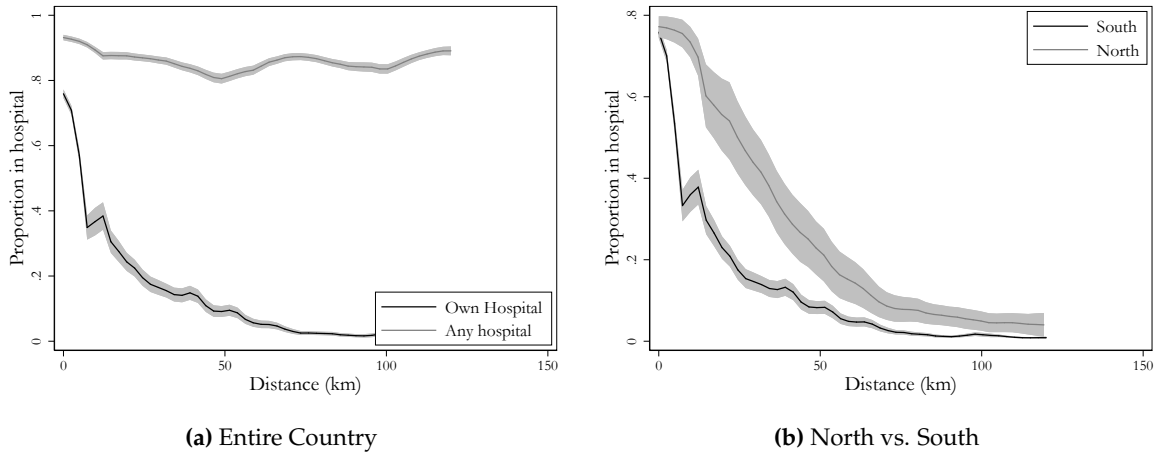 Proportion in hospital
1
.8
.6
.4
.2
0
Own Hospital
Any hospital
0 50 100 150
Distance (km)
(a) Entire Country
Proportion in hospital
.8
.6
.4
.2
0
South
North
0 50 100 150
Distance (km)
(b) North vs. South